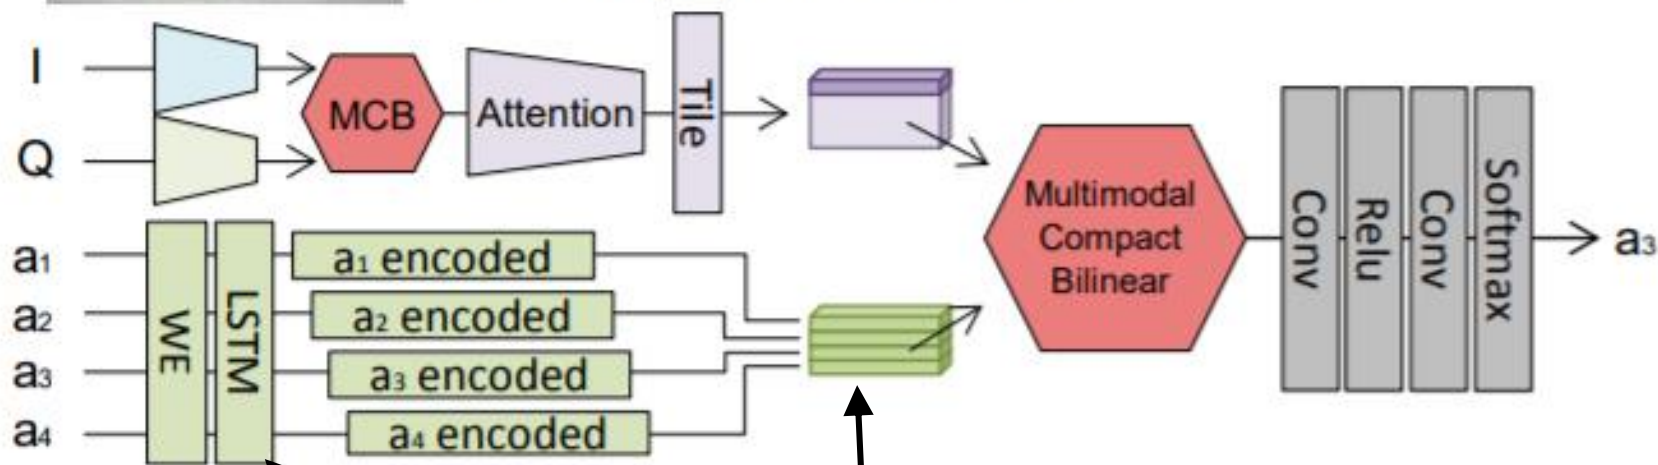 I
Q
MCB
Attention
Tile
a1
a2
a3
a4
WE
LSTM
a1 encoded
a2 encoded
a3 encoded
a4 encoded
Multimodal
Compact
Bilinear
Conv
Relu
Conv
Softmax
a3